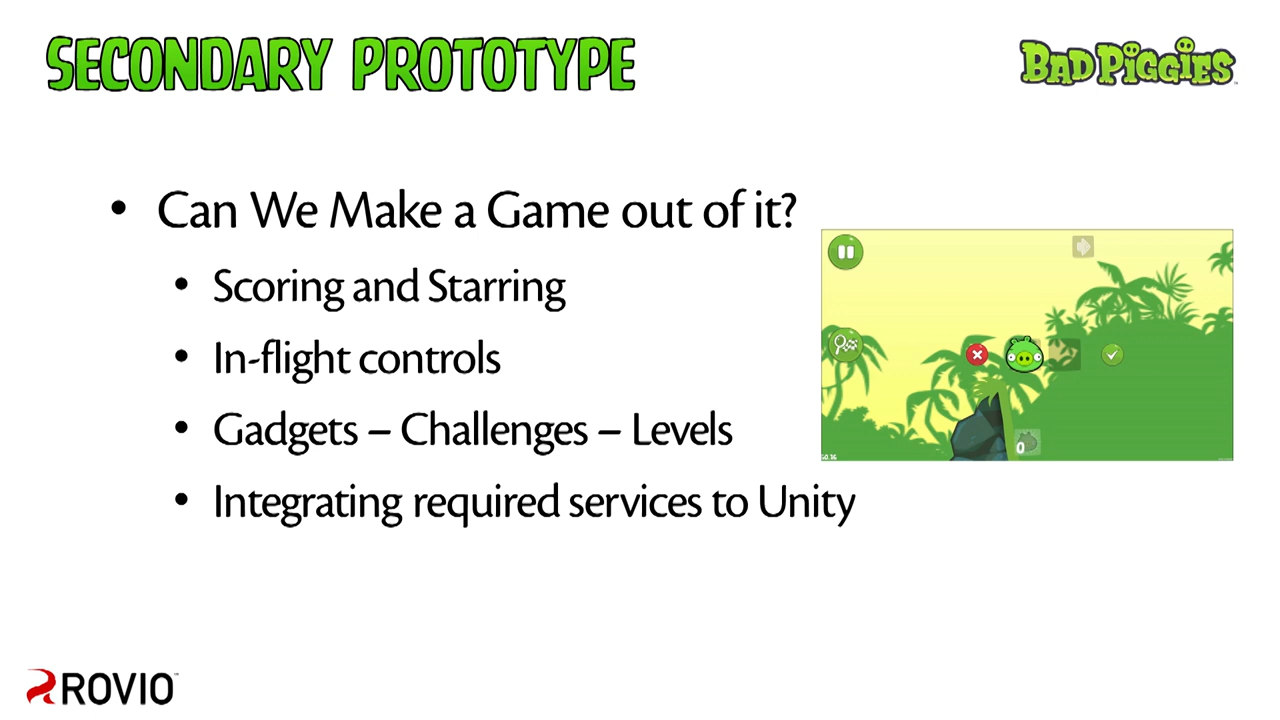 SECONDARY PROTOTYPE
BAD PIGGIES
• Can We Make a Game out of it?
• Scoring and Starring
• In-flight controls
• Gadgets – Challenges – Levels
• Integrating required services to Unity
0
ROVIO